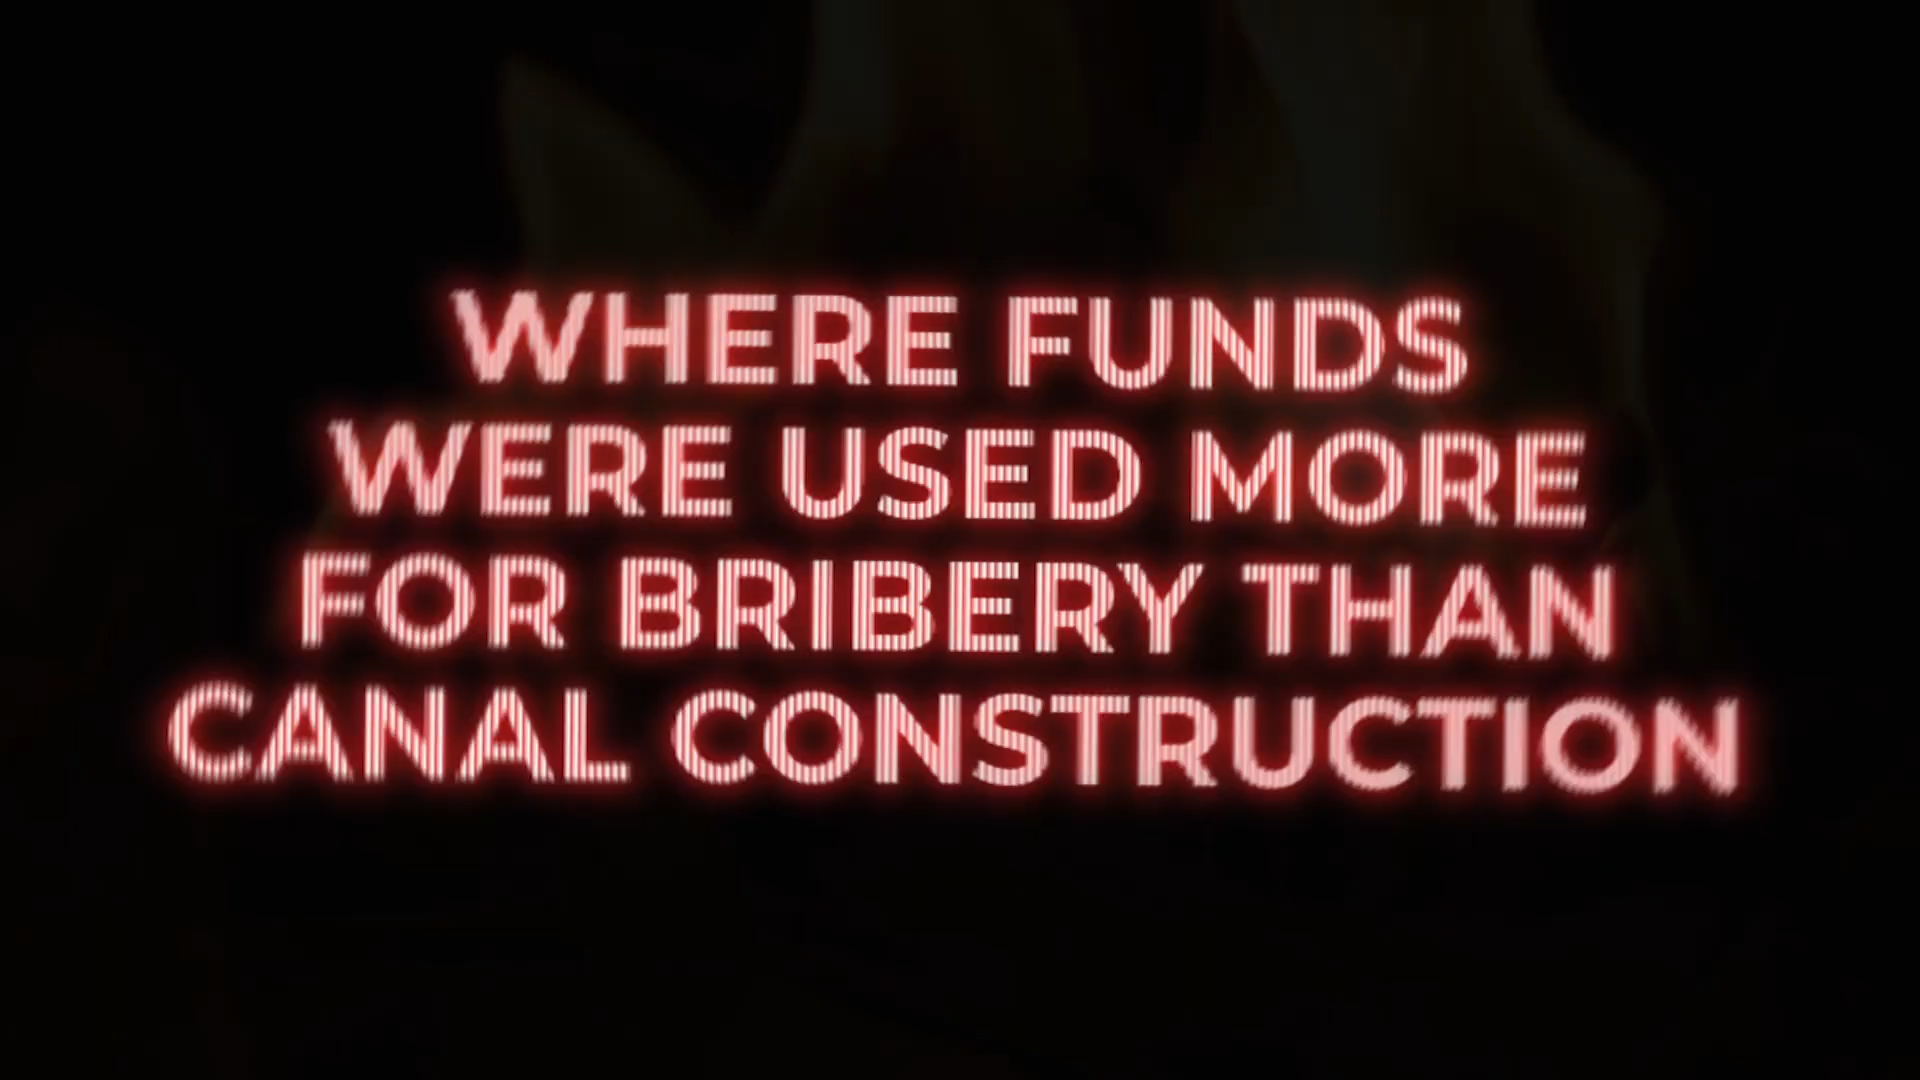 WHERE FUNDS
WERE USED MORE
FOR BRIBERY THAN
CANAL CONSTRUCTION